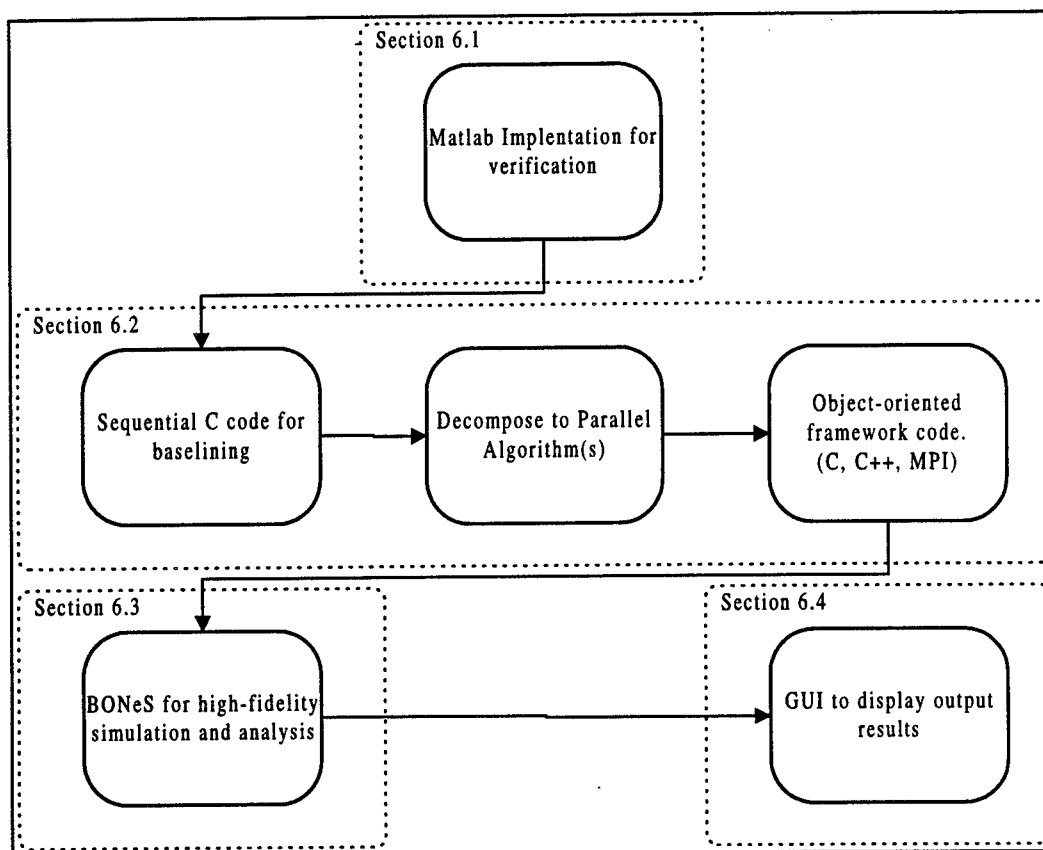 Section 6.1
Matlab Implentation for
verification
Section 6.2
Sequential C code for
baselining
Decompose to Parallel
Algorithm(s)
Object-oriented
framework code.
(C, C++, MPI)
Section 6.3
BONeS for high-fidelity
simulation and analysis
Section 6.4
GUI to display output
results